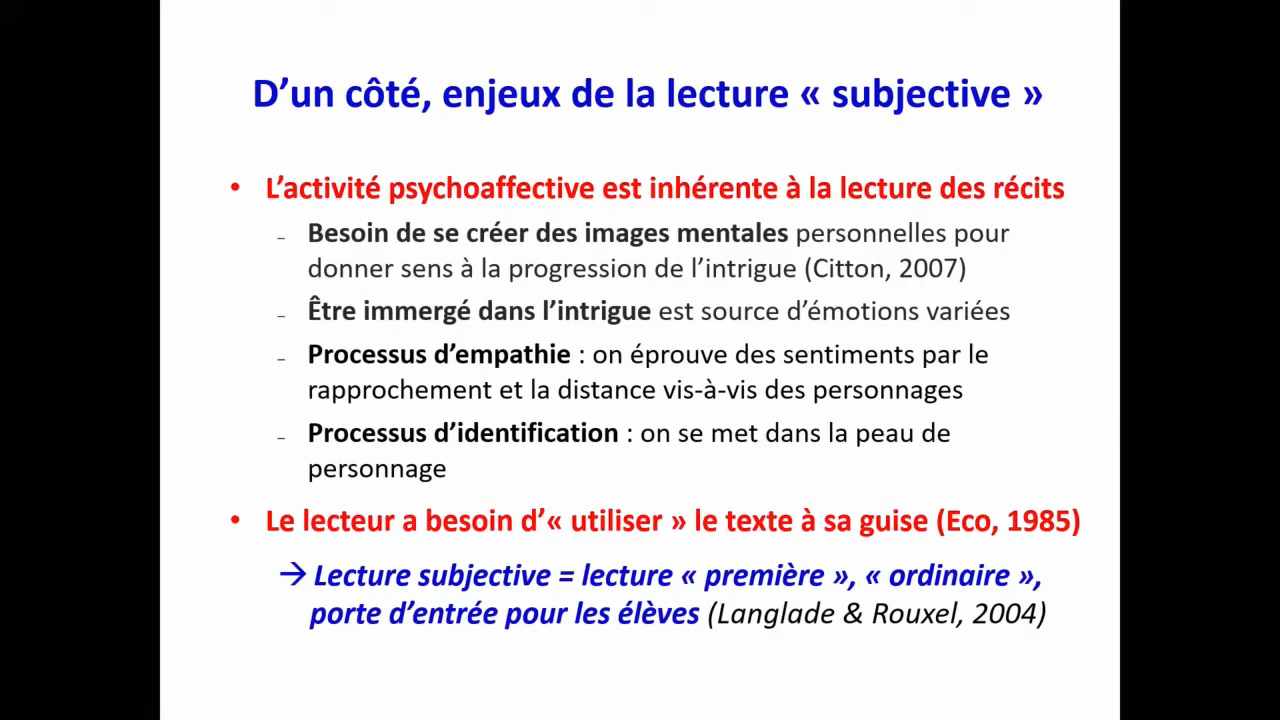 D’un côté, enjeux de la lecture « subjective »
• L’activité psychoaffective est inhérente à la lecture des récits
– Besoin de se créer des images mentales personnelles pour
donner sens à la progression de l’intrigue (Citton, 2007)
– Être immergé dans l’intrigue est source d’émotions variées
– Processus d’empathie : on éprouve des sentiments par le
rapprochement et la distance vis-à-vis des personnages
– Processus d’identification : on se met dans la peau de
personnage
• Le lecteur a besoin d’« utiliser » le texte à sa guise (Eco, 1985)
→ Lecture subjective = lecture « première », « ordinaire »,
porte d’entrée pour les élèves (Langlade & Rouxel, 2004)